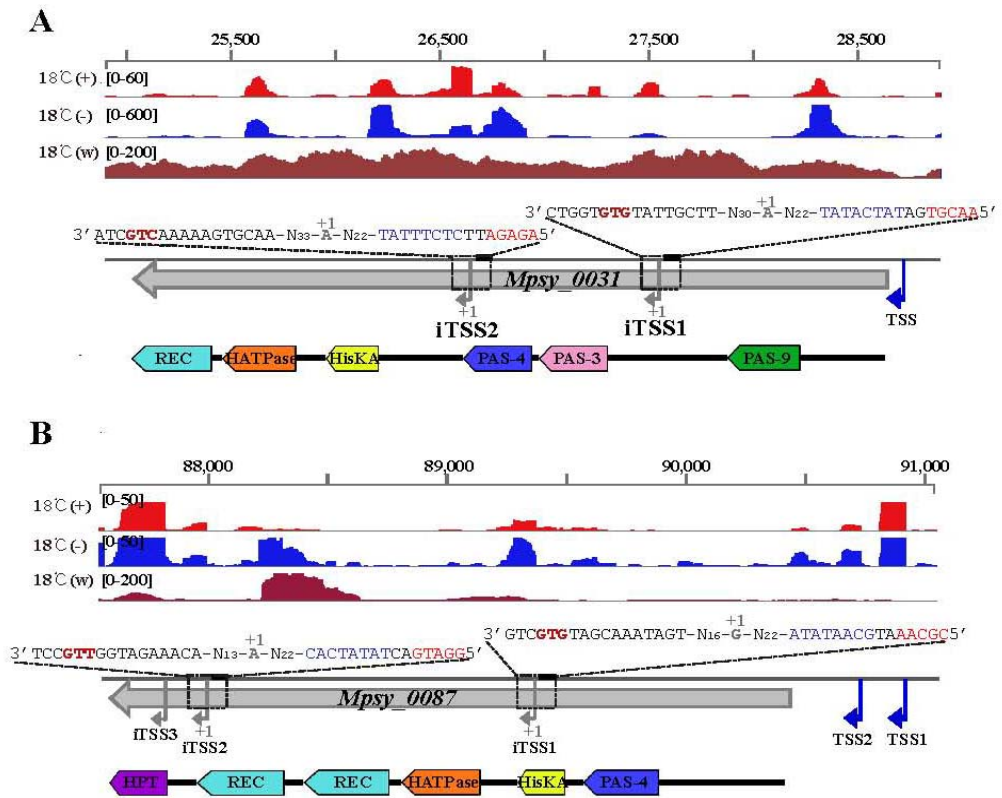 A
25,500 26,500 27,500 28,500
18℃(+) [0-60]
18℃(-) [0-600]
18℃(w) [0-200]
3′CTGGTGTGTATTGCTT-N30-A-N22-TATACTATAGTGCAA5′
+1
3′ATCGTCAAAAAGTGCAA-N33-A-N22-TATTTCTCTTAGAGA5′
+1
Mpsy_0031
+1 +1
iTSS2 iTSS1 TSS
REC HATPase HisKA PAS-4 PAS-3 PAS-9
B
88,000 89,000 90,000 91,000
18℃(+) [0-50]
18℃(-) [0-50]
18℃(w) [0-200]
+1
3′GTCGTGTAGCAAATAGT-N16-G-N22-ATATAACGTAAACGC5′
+1
3′TCCGTTGGTAGAAACA-N13-A-N22-CACTATATCAGTAGG5′
Mpsy_0087
iTSS3 +1 iTSS2 +1 iTSS1 TSS2 TSS1
HPT REC REC HATPase HisKA PAS-4